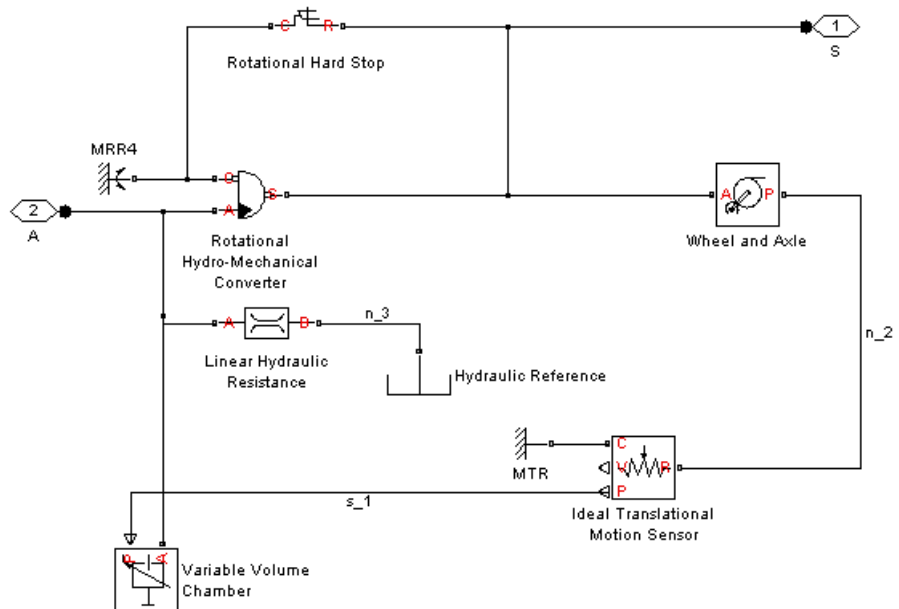 C
R
1
Rotational Hard Stop
S
MRR4
C
S
A
P
2
A
A
Rotational
Hydro-Mechanical
Converter
Wheel and Axle
A
B
n_3
n_2
Linear Hydraulic
Resistance
Hydraulic Reference
C
V
R
P
MTR
s_1
Ideal Translational
Motion Sensor
P
A
Variable Volume
Chamber